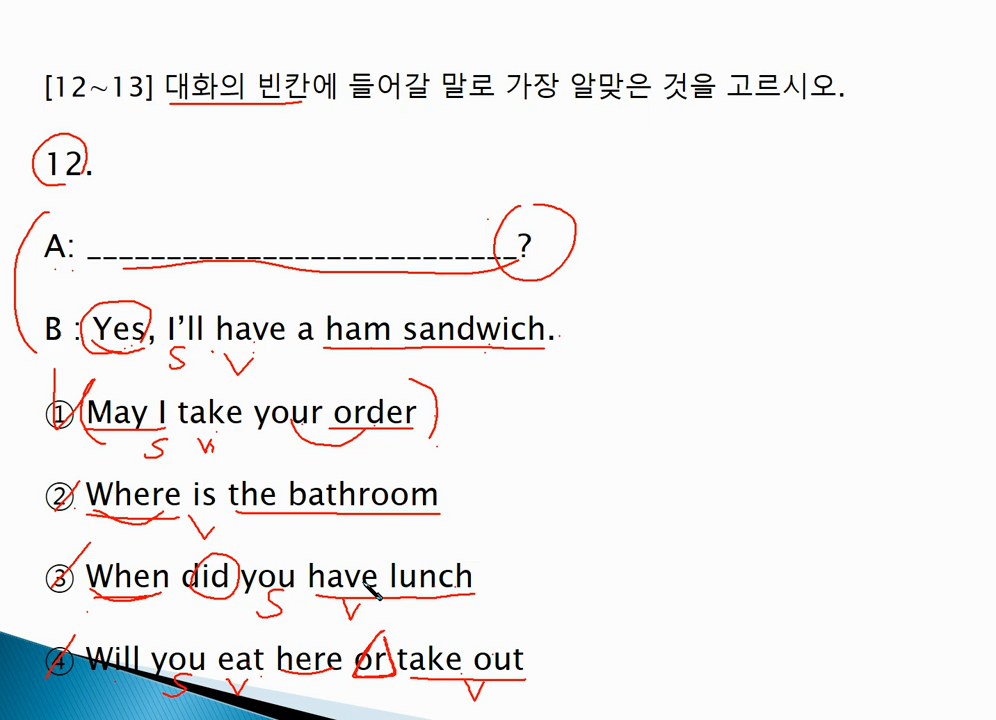 [12~13] 대화의 빈칸에 들어갈 말로 가장 알맞은 것을 고르시오.
12.
A: __________________________?
B : Yes, I’ll have a ham sandwich.
S V
① May I take your order
S V
② Where is the bathroom
V
③ When did you have lunch
S V
④ Will you eat here or take out
S V V